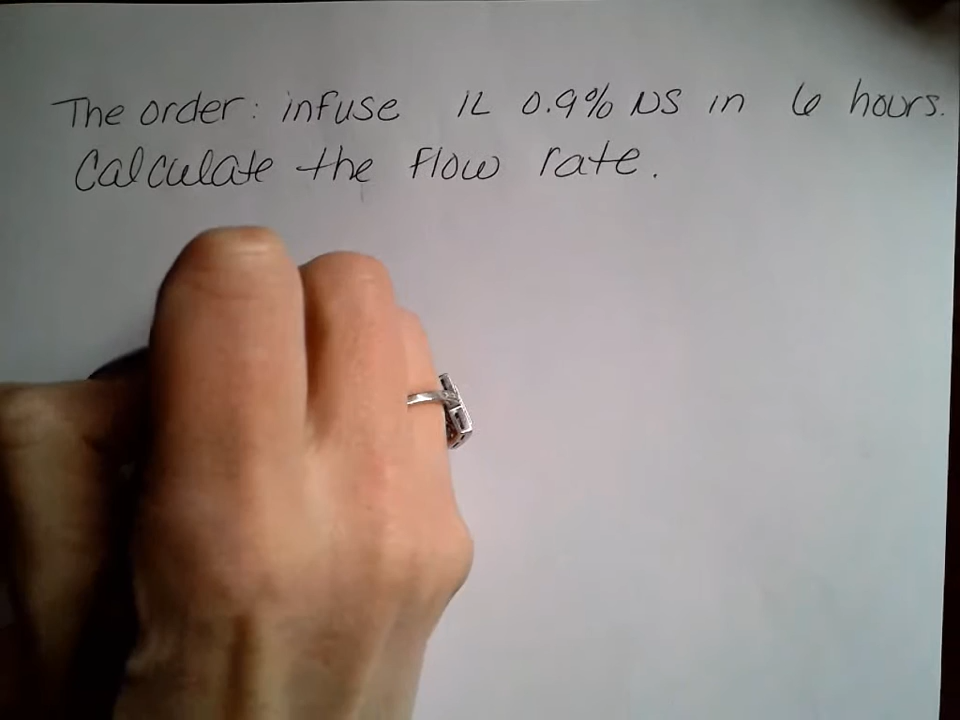 The order: infuse 1L 0.9% NS in 6 hours.
Calculate the flow rate.